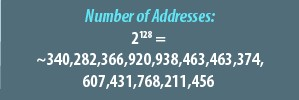 Number of Addresses:
2¹²⁸ =
~340,282,366,920,938,463,463,374,
607,431,768,211,456